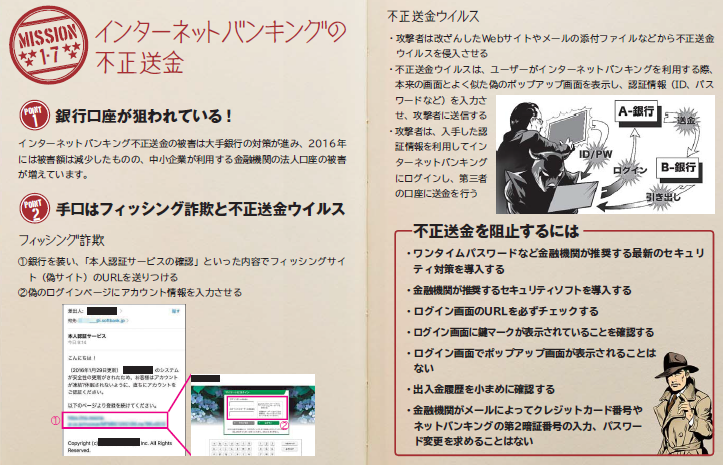 MISSION
1·7
インターネットバンキングの
不正送金
POINT
1
銀行口座が狙われている！
インターネットバンキング不正送金の被害は大手銀行の対策が進み、2016年
には被害額は減少したものの、中小企業が利用する金融機関の法人口座の被害
が増えています。
POINT
2
手口はフィッシング詐欺と不正送金ウイルス
フィッシング詐欺
①銀行を装い、「本人認証サービスの確認」といった内容でフィッシングサイ
ト（偽サイト）のURLを送りつける
②偽のログインページにアカウント情報を入力させる
差出人：
宛先：
本人認証サービス
こんにちは！
（2016年1月29日更新）
のシステム
が安全性の更新がされたため、お客様はアカウント
が凍結?休眠されないように、直ちにアカウントを
ご認証ください。
以下のページより登録を続けてください。
①
Copyright (c)
Inc. All Rights
Reserved.
②
不正送金ウイルス
・攻撃者は改ざんしたWebサイトやメールの添付ファイルなどから不正送金
ウイルスを侵入させる
・不正送金ウイルスは、ユーザーがインターネットバンキングを利用する際、
本来の画面とよく似た偽のポップアップ画面を表示し、認証情報（ID、パス
ワードなど）を入力さ
せ、攻撃者に送信する
・攻撃者は、入手した認
証情報を利用してイン
ターネットバンキング
にログインし、第三者
の口座に送金を行う
A-銀行
送金
ID/PW
ログイン
B-銀行
引き出し
不正送金を阻止するには
・ワンタイムパスワードなど金融機関が推奨する最新のセキュリ
ティ対策を導入する
・金融機関が推奨するセキュリティソフトを導入する
・ログイン画面のURLを必ずチェックする
・ログイン画面に鍵マークが表示されていることを確認する
・ログイン画面でポップアップ画面が表示されることは
ない
・出入金履歴を小まめに確認する
・金融機関がメールによってクレジットカード番号や
ネットバンキングの第2暗証番号の入力、パスワー
ド変更を求めることはない